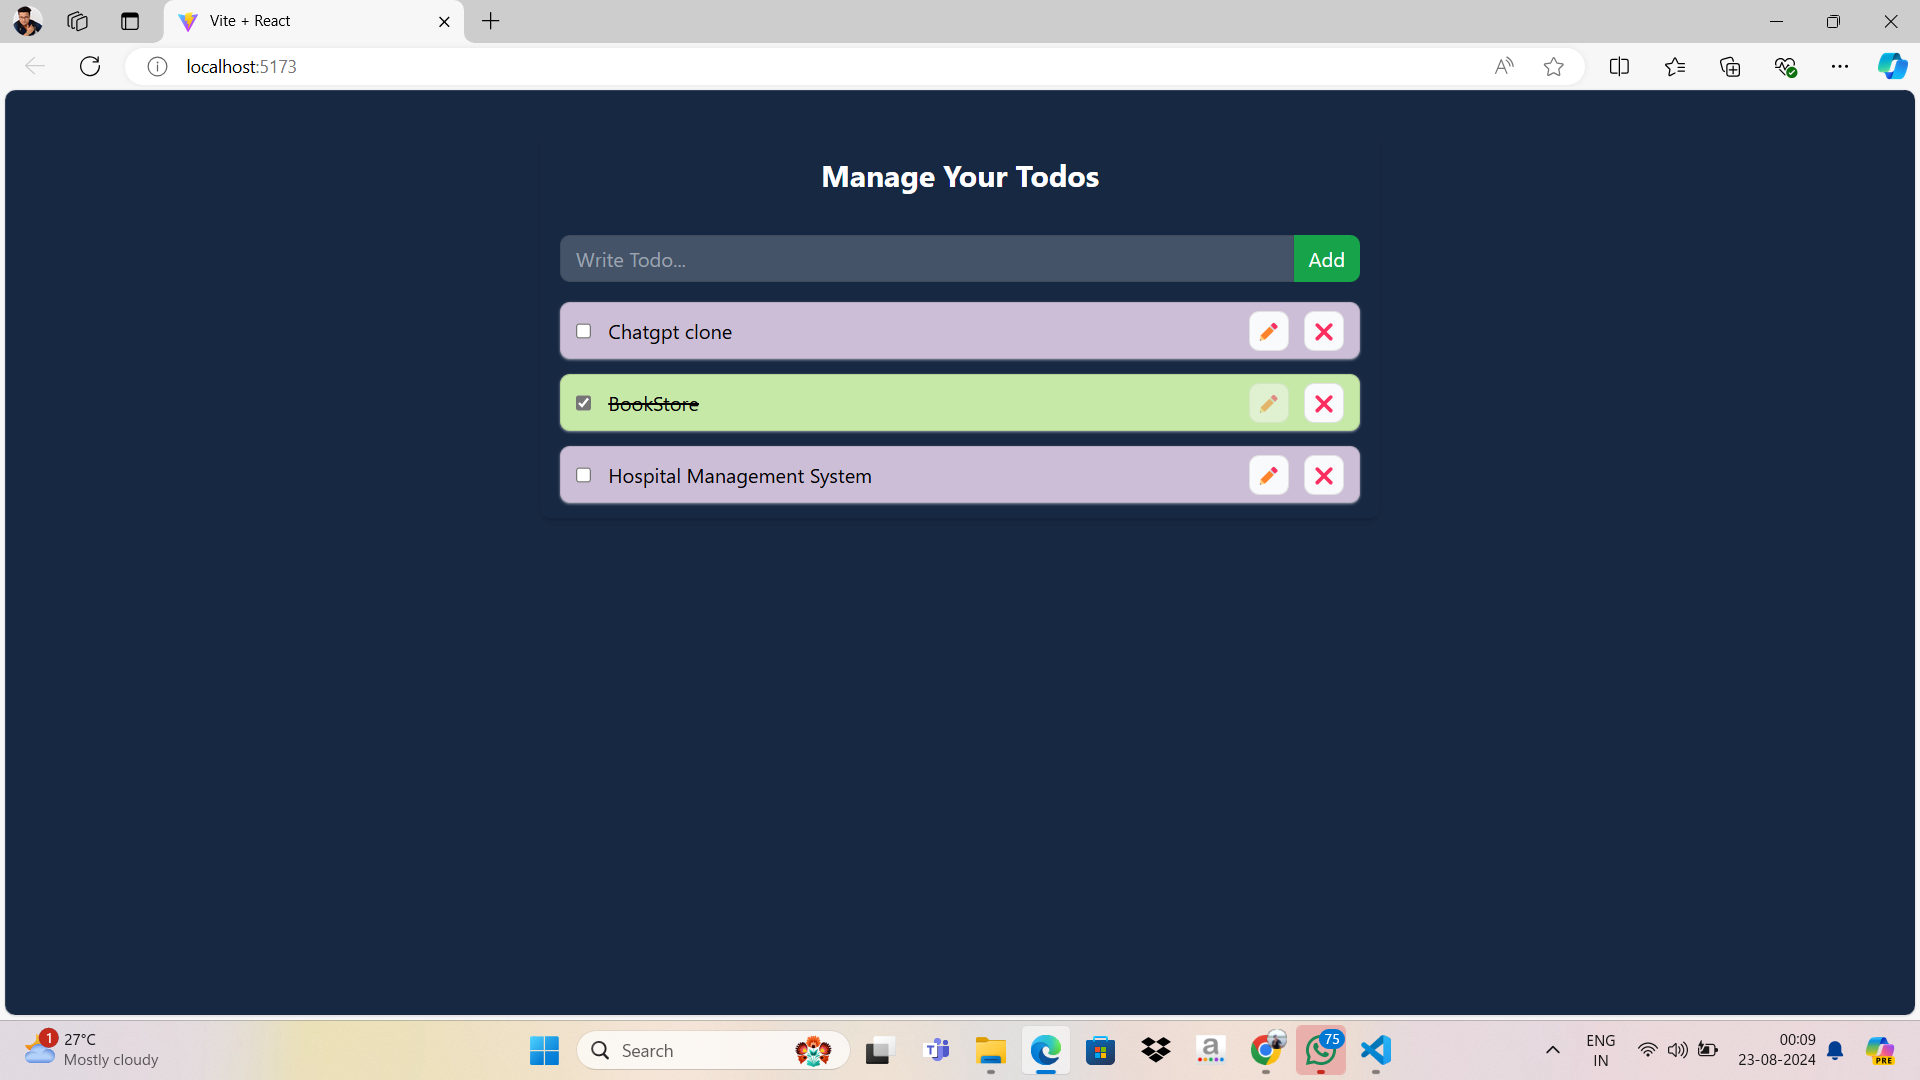 Vite + React
localhost:5173
Manage Your Todos
Write Todo...
Add
Chatgpt clone
BookStore
Hospital Management System
1
27°C
Mostly cloudy
Search
a
75
ENG
IN
00:09
23-08-2024
PRE